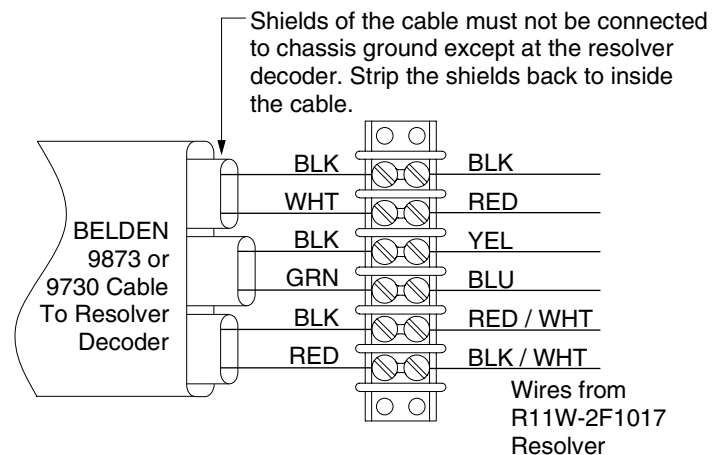 Shields of the cable must not be connected
to chassis ground except at the resolver
decoder. Strip the shields back to inside
the cable.
BELDEN
9873 or
9730 Cable
To Resolver
Decoder
BLK BLK
WHT RED
BLK YEL
GRN BLU
BLK RED / WHT
RED BLK / WHT
Wires from
R11W-2F1017
Resolver